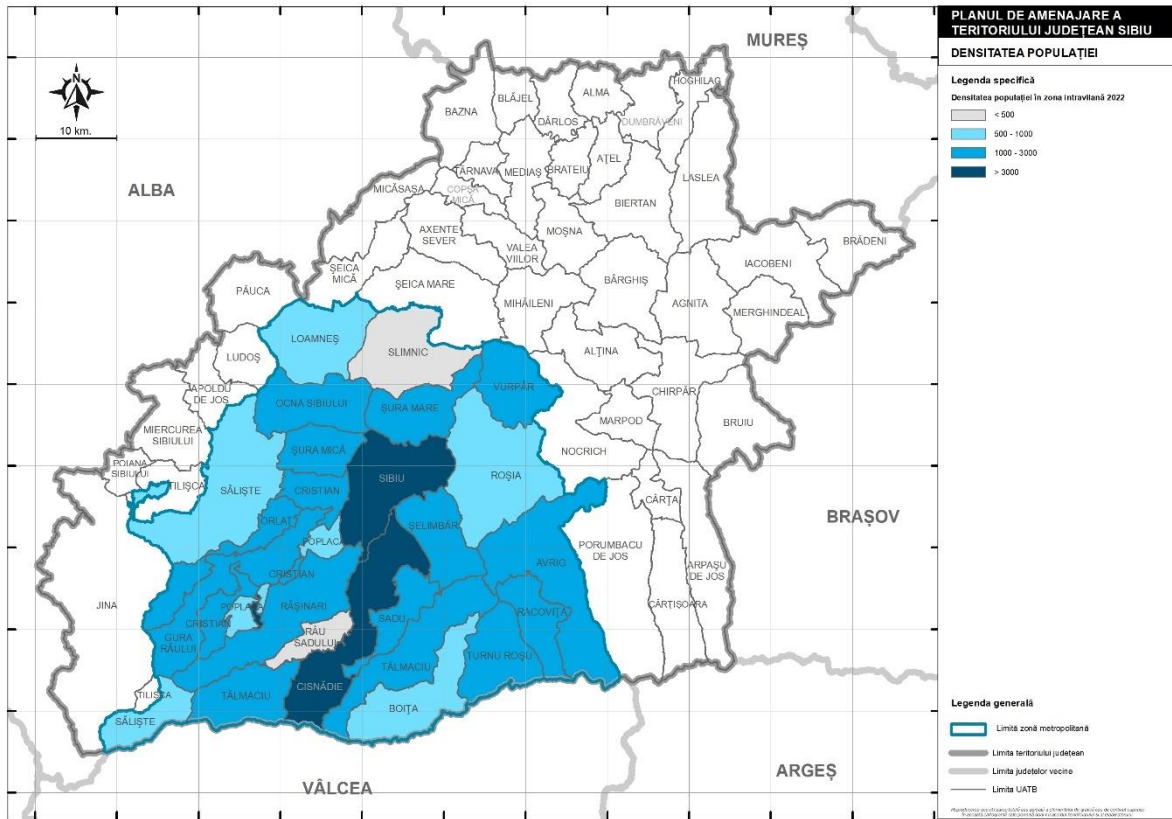 PLANUL DE AMENAJARE A
TERITORIULUI JUDEȚEAN SIBIU
DENSITATEA POPULAȚIEI
Legenda specifică
Densitatea populației în zona intravilană 2022
< 500
500 - 1000
1000 - 3000
> 3000
N
10 km.
MUREȘ
ALBA
BRAȘOV
ARGEȘ
VÂLCEA
HOGHILAG
BLĂJEL
ALMA
BAZNA
DÂRLOS
DUMBRĂVENI
TÂRNAVA
MEDIAȘ
BRATEIU
AȚEL
LASLEA
MICĂSASA
COPȘA
MICĂ
BIERTAN
AXENTE
SEVER
MOȘNA
VALEA
VIILOR
BRĂDENI
IACOBENI
ȘEICA
MICĂ
ȘEICA MARE
BÂRGHIȘ
PĂUCA
MIHĂILENI
AGNITA
MERGHINDEAL
LOAMNEȘ
SLIMNIC
LUDOȘ
ALȚINA
APOLDU
DE JOS
VURPĂR
CHIRPĂR
OCNA SIBIULUI
ȘURA MARE
MARPOD
BRUIU
MIERCUREA
SIBIULUI
ȘURA MICĂ
NOCRICH
POIANA
SIBIULUI
TILIȘCA
SĂLIȘTE
CRISTIAN
SIBIU
ROȘIA
CÂRȚA
ORLAT
ȘELIMBĂR
POPLACA
PORUMBACU
DE JOS
AVRIG
ARPAȘU
DE JOS
CRISTIAN
JINA
POPLACA
RĂȘINARI
CÂRȚIȘOARA
CRISTIAN
SADU
RACOVIȚA
GURA
RÂULUI
RÂU
SADULUI
TURNU ROȘU
TĂLMACIU
CISNĂDIE
TILIȘCA
TĂLMACIU
BOIȚA
SĂLIȘTE
Legenda generală
Limită zonă metropolitană
Limita teritoriului județean
Limita județelor vecine
Limita UATB